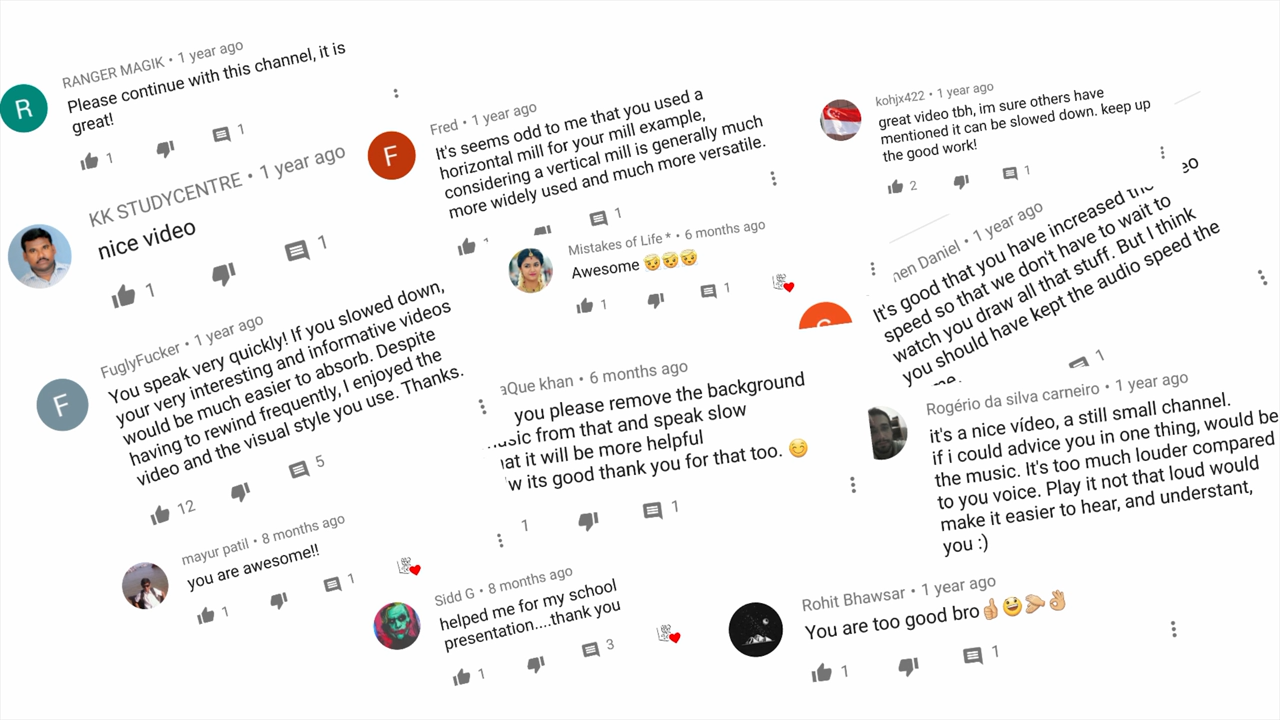 RANGER MAGIK • 1 year ago
Please continue with this channel, it is
great!
1
1
R
KK STUDYCENTRE • 1 year ago
nice video
1
1
FuglyFucker • 1 year ago
You speak very quickly! If you slowed down,
your very interesting and informative videos
would be much easier to absorb. Despite
having to rewind frequently, I enjoyed the
video and the visual style you use. Thanks.
12
5
F
mayur patil • 8 months ago
you are awesome!!
1
1
Fred • 1 year ago
It's seems odd to me that you used a
horizontal mill for your mill example,
considering a vertical mill is generally much
more widely used and much more versatile.
1
F
Mistakes of Life * • 6 months ago
Awesome 😇😇😇
1
1
aQue khan • 6 months ago
you please remove the background
music from that and speak slow
at it will be more helpful
w its good thank you for that too. 😊
1
1
Sidd G • 8 months ago
helped me for my school
presentation....thank you
1
3
kohjx422 • 1 year ago
great video tbh, im sure others have
mentioned it can be slowed down. keep up
the good work!
2
1
hen Daniel • 1 year ago
It's good that you have increased the eo
speed so that we don't have to wait to
watch you draw all that stuff. But I think
you should have kept the audio speed the
me.
1
Rogério da silva carneiro • 1 year ago
it's a nice vídeo, a still small channel.
if i could advice you in one thing, would be
the music. It's too much louder compared
to you voice. Play it not that loud would
make it easier to hear, and understant,
you :)
Rohit Bhawsar • 1 year ago
You are too good bro👍😃👏👌
1
1